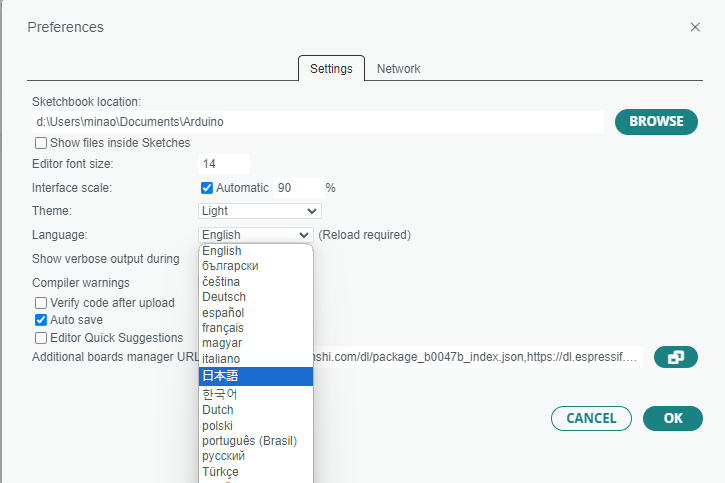 Preferences
Settings Network
Sketchbook location:
d:\Users\minao\Documents\Arduino BROWSE
Show files inside Sketches
Editor font size: 14
Interface scale: Automatic 90 %
Theme: Light
Language: English (Reload required)
Show verbose output during
Compiler warnings
Verify code after upload
Auto save
Editor Quick Suggestions
Additional boards manager URL nshi.com/dl/package_b0047b_index.json,https://dl.espressif....
English
български
čeština
Deutsch
español
français
magyar
italiano
日本語
한국어
Dutch
polski
português (Brasil)
русский
Türkçe
CANCEL OK